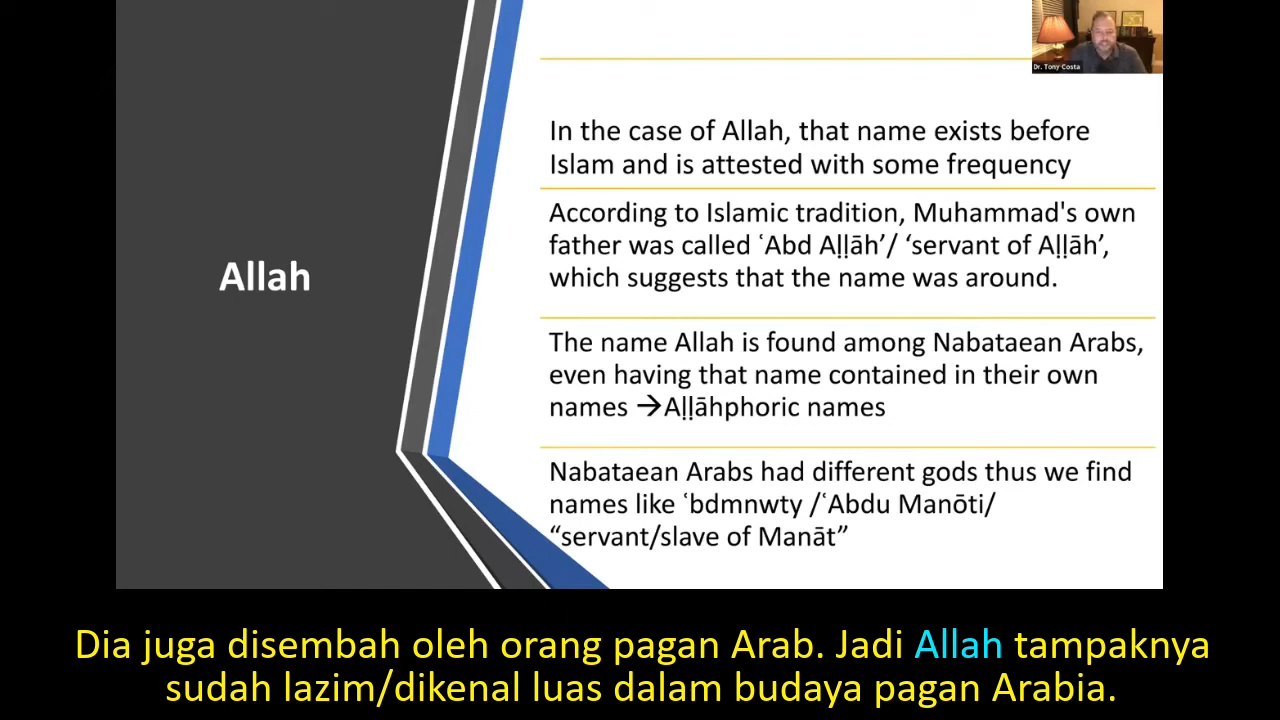 Dr. Tony Costa
In the case of Allah, that name exists before
Islam and is attested with some frequency
According to Islamic tradition, Muhammad's own
father was called ʿAbd Aḷḷāh’/ ‘servant of Aḷḷāh’,
which suggests that the name was around.
Allah
The name Allah is found among Nabataean Arabs,
even having that name contained in their own
names →Aḷḷāhphoric names
Nabataean Arabs had different gods thus we find
names like ʿbdmnwty /ʿAbdu Manōti/
“servant/slave of Manāt”
Dia juga disembah oleh orang pagan Arab. Jadi Allah tampaknya
sudah lazim/dikenal luas dalam budaya pagan Arabia.